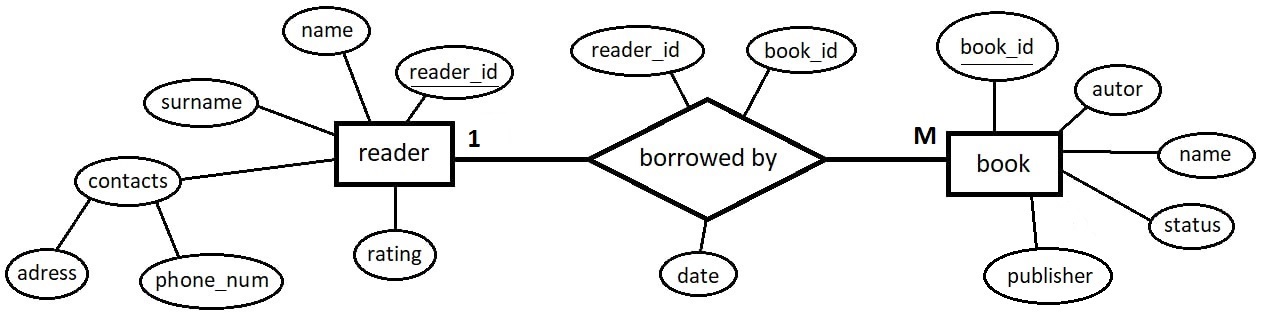 name
reader_id
surname
reader
contacts
adress
phone_num
rating
1
reader_id
book_id
borrowed by
date
M
book_id
autor
book
name
status
publisher